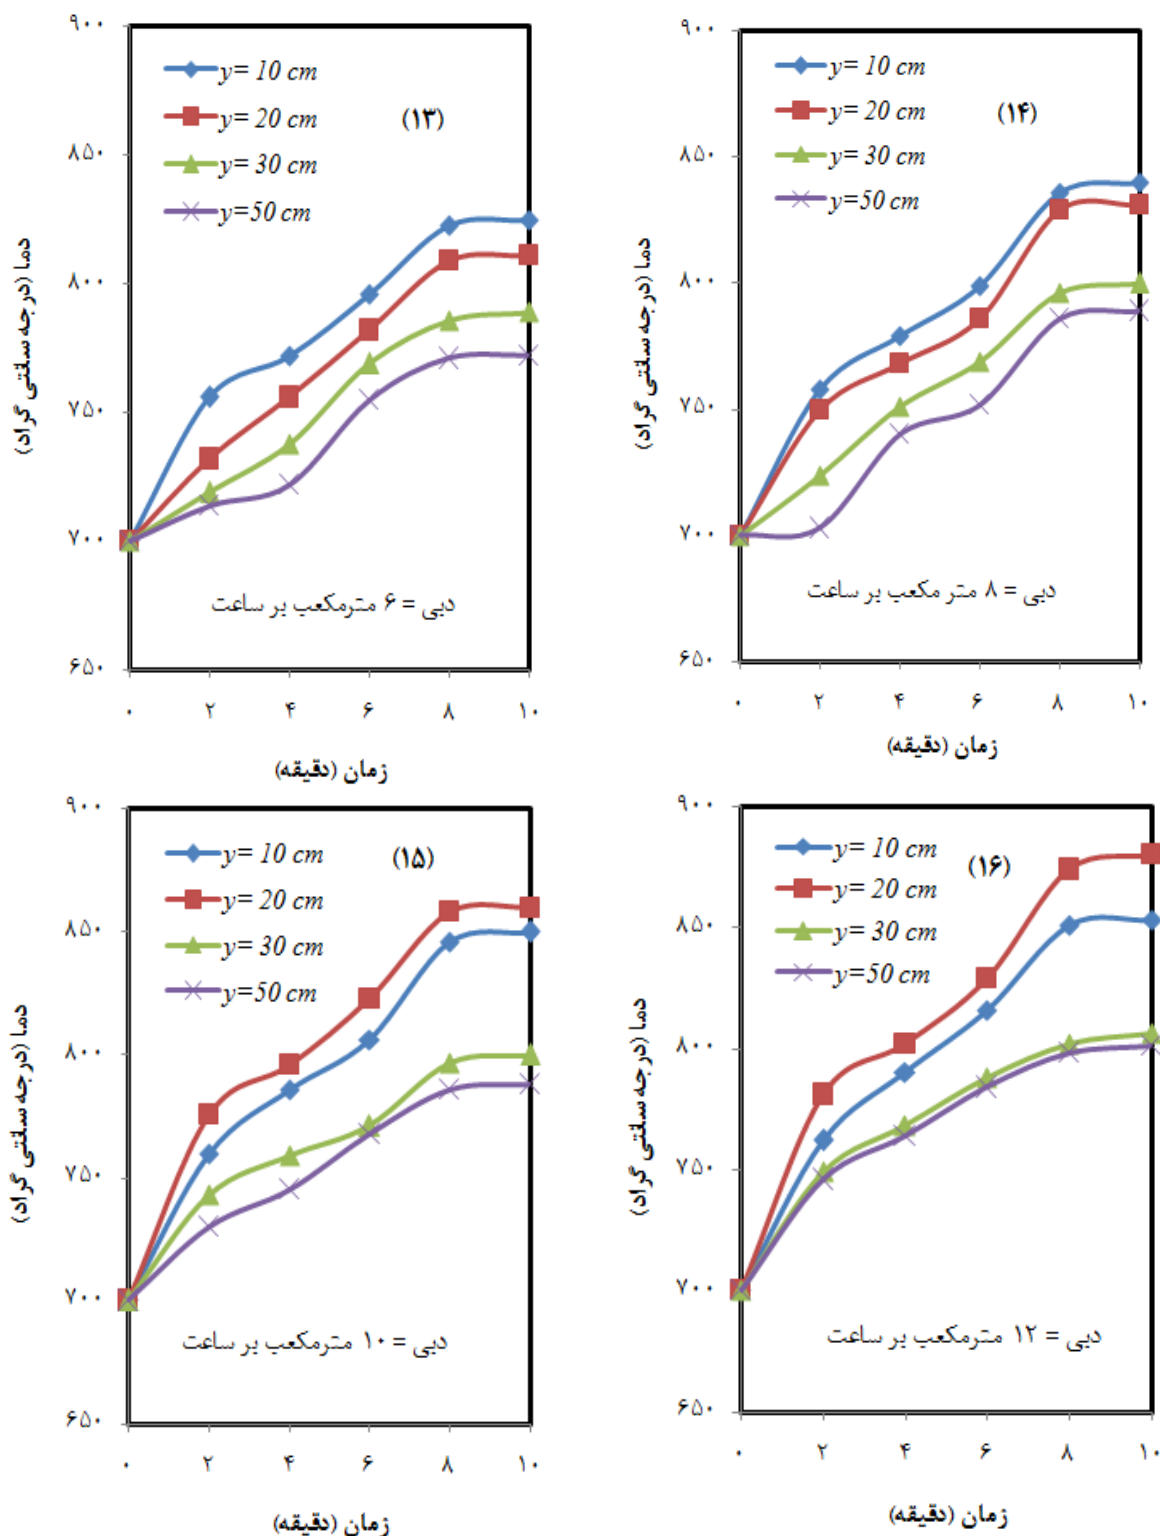 ۹۰۰
۸۵۰
۸۰۰
۷۵۰
۷۰۰
۶۵۰
دما (درجه سانتی گراد)
y= 10 cm
y= 20 cm
y= 30 cm
y=50 cm
(۱۳)
دبی = ۶ مترمکعب بر ساعت
۰ ۲ ۴ ۶ ۸ ۱۰
زمان (دقیقه)
۹۰۰
۸۵۰
۸۰۰
۷۵۰
۷۰۰
۶۵۰
دما (درجه سانتی گراد)
y= 10 cm
y= 20 cm
y= 30 cm
y=50 cm
(۱۴)
دبی = ۸ متر مکعب بر ساعت
۰ ۲ ۴ ۶ ۸ ۱۰
زمان (دقیقه)
۹۰۰
۸۵۰
۸۰۰
۷۵۰
۷۰۰
۶۵۰
دما (درجه سانتی گراد)
y= 10 cm
y= 20 cm
y= 30 cm
y=50 cm
(۱۵)
دبی = ۱۰ مترمکعب بر ساعت
۰ ۲ ۴ ۶ ۸ ۱۰
زمان (دقیقه)
۹۰۰
۸۵۰
۸۰۰
۷۵۰
۷۰۰
۶۵۰
دما (درجه سانتی گراد)
y= 10 cm
y= 20 cm
y= 30 cm
y=50 cm
(۱۶)
دبی = ۱۲ مترمکعب بر ساعت
۰ ۲ ۴ ۶ ۸ ۱۰
زمان (دقیقه)